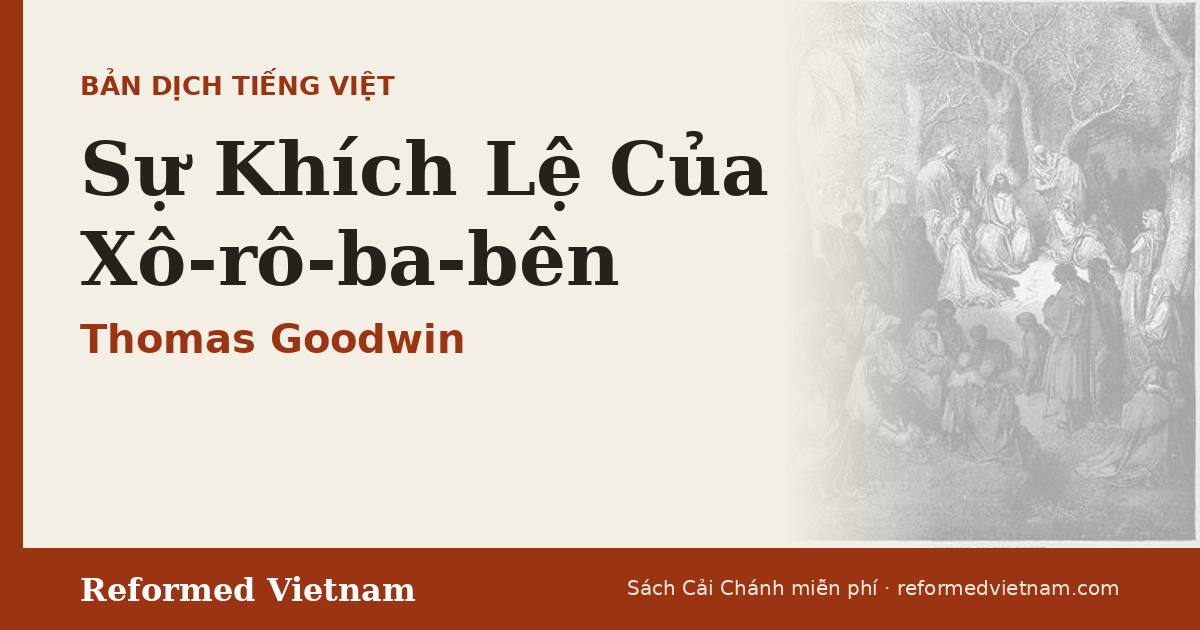 BẢN DỊCH TIẾNG VIỆT
Sự Khích Lệ Của
Xô-rô-ba-bên
Thomas Goodwin
Reformed Vietnam
Sách Cải Chánh miễn phí · reformedvietnam.com